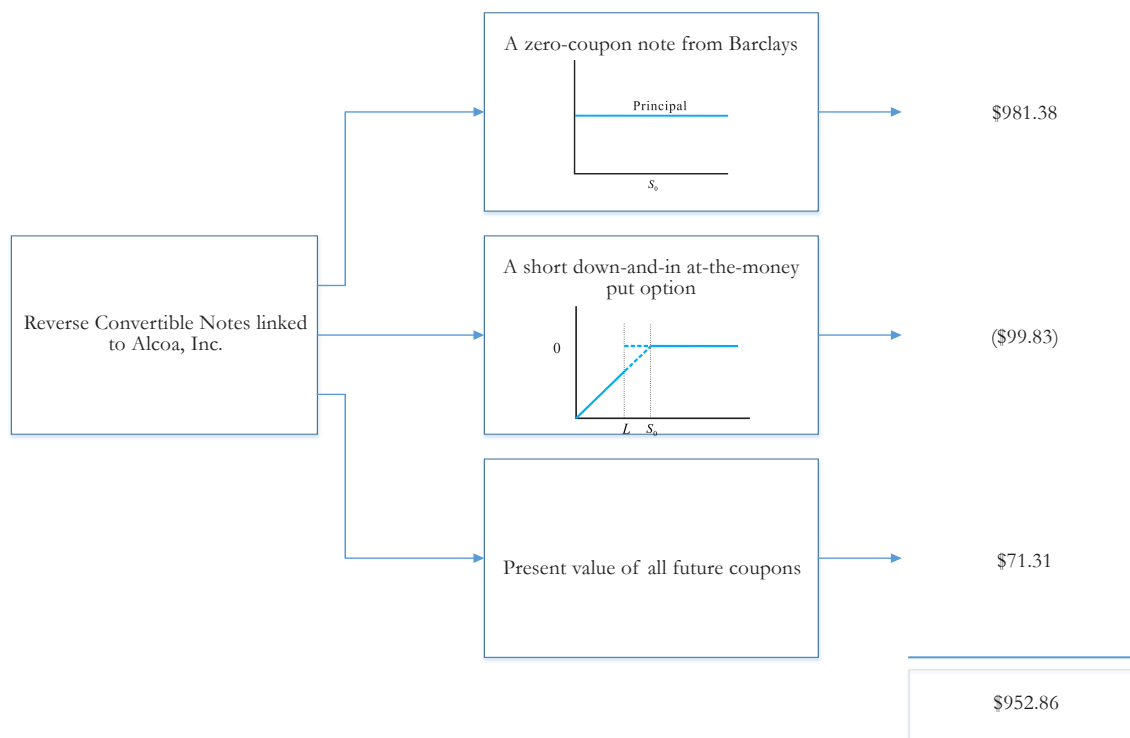 A zero-coupon note from Barclays
Principal
S₀
$981.38
Reverse Convertible Notes linked
to Alcoa, Inc.
A short down-and-in at-the-money
put option
0
L S₀
($99.83)
Present value of all future coupons
$71.31
$952.86